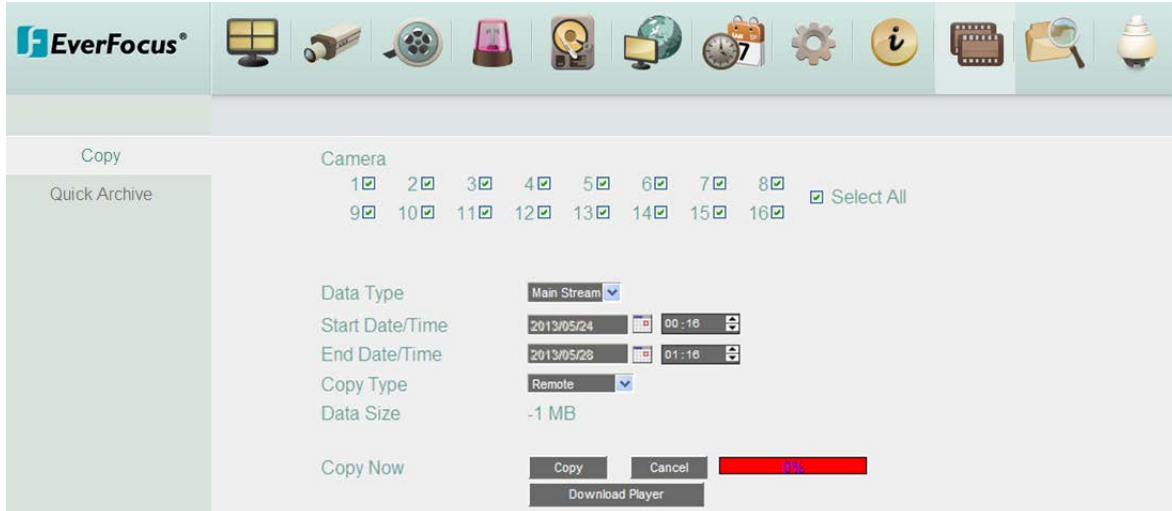 EverFocus®
7
i
Copy
Quick Archive
Camera
1 2 3 4 5 6 7 8
Select All
9 10 11 12 13 14 15 16
Data Type Main Stream
Start Date/Time 2013/05/24 00:16
End Date/Time 2013/05/28 01:16
Copy Type Remote
Data Size -1 MB
Copy Now Copy Cancel 0%
Download Player